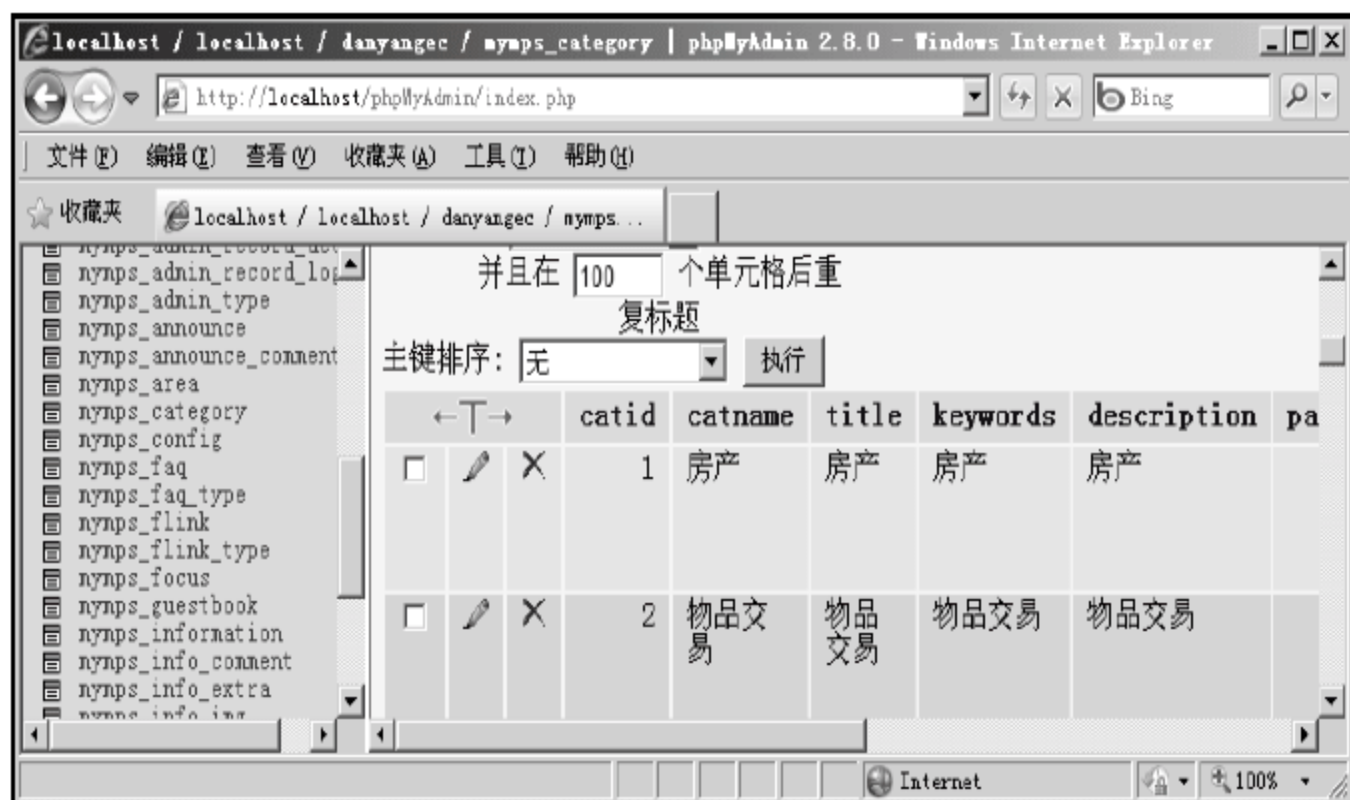 localhost / localhost / danyangec / mymps_category | phpMyAdmin 2.8.0 - Windows Internet Explorer
http://localhost/phpMyAdmin/index.php
Bing
文件(F) 编辑(E) 查看(V) 收藏夹(A) 工具(T) 帮助(H)
收藏夹 localhost / localhost / danyangec / mymps...
mymps_admin_record_log
mymps_admin_type
mymps_announce
mymps_announce_comment
mymps_area
mymps_category
mymps_config
mymps_faq
mymps_faq_type
mymps_flink
mymps_flink_type
mymps_focus
mymps_guestbook
mymps_information
mymps_info_comment
mymps_info_extra
mymps_info_img
并且在 100 个单元格后重
复标题
主键排序: 无 执行
←T→ catid catname title keywords description pa
1 房产 房产 房产 房产
2 物品交易 物品交易 物品交易 物品交易
Internet 100%